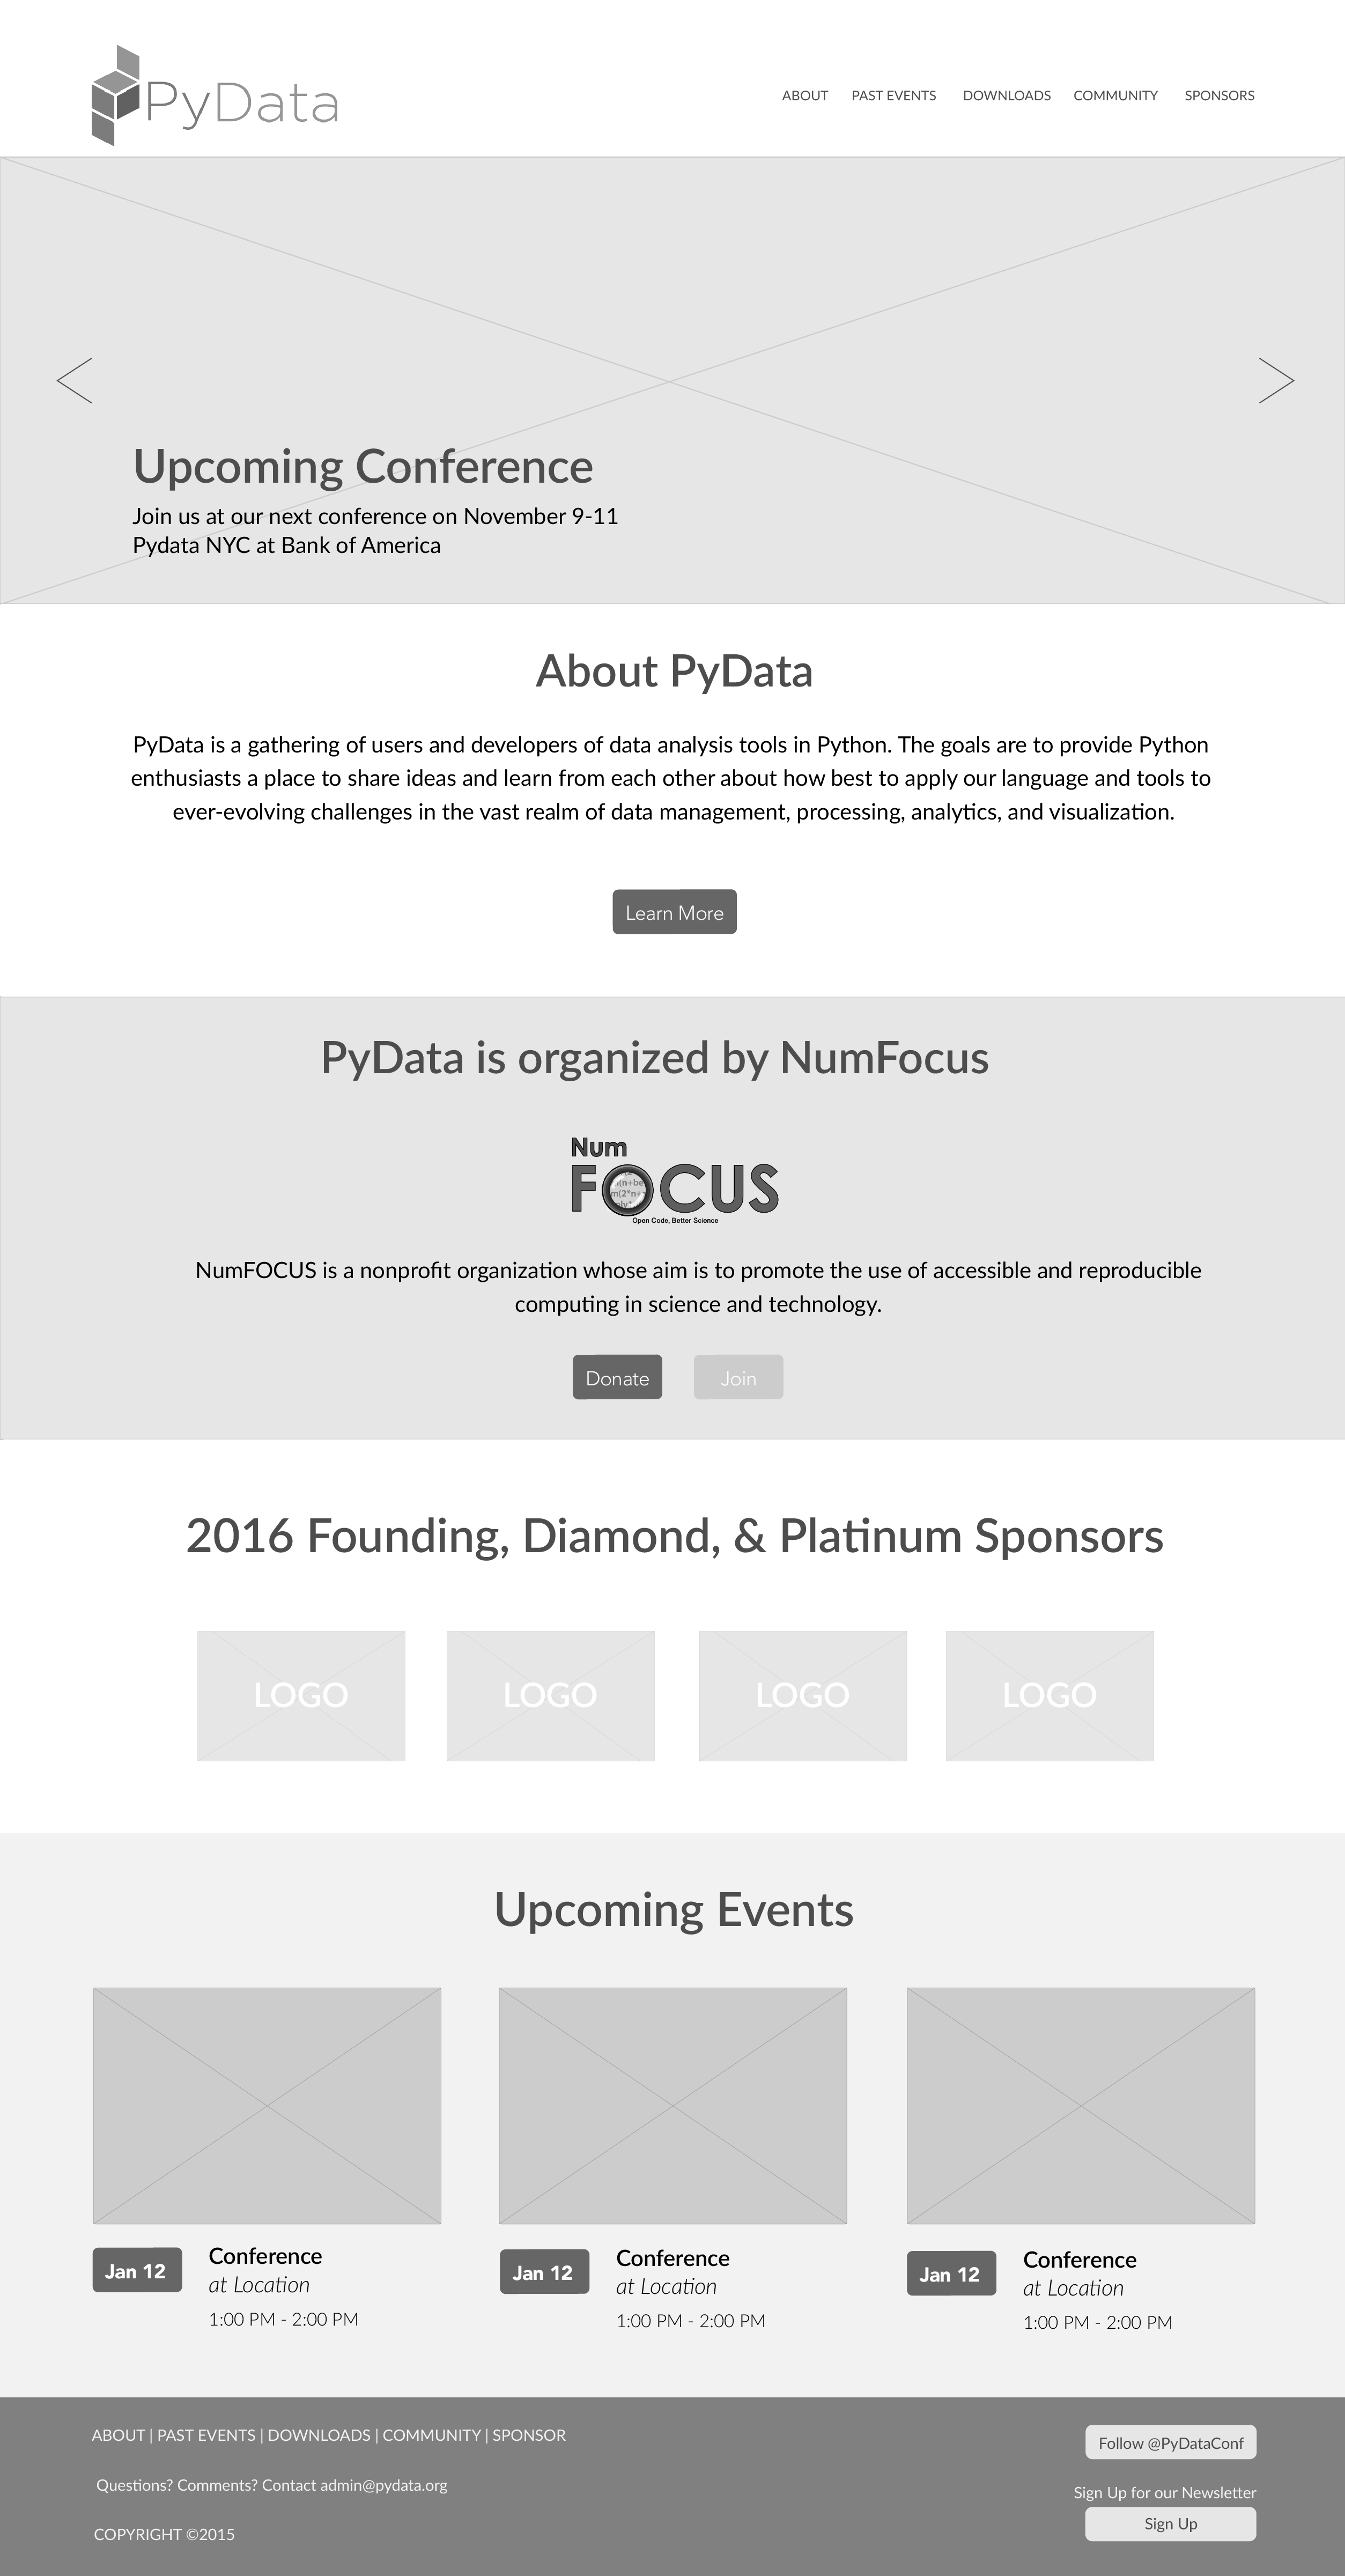 PyData
ABOUT PAST EVENTS DOWNLOADS COMMUNITY SPONSORS
Upcoming Conference
Join us at our next conference on November 9-11
Pydata NYC at Bank of America
About PyData
PyData is a gathering of users and developers of data analysis tools in Python. The goals are to provide Python
enthusiasts a place to share ideas and learn from each other about how best to apply our language and tools to
ever-evolving challenges in the vast realm of data management, processing, analytics, and visualization.
Learn More
PyData is organized by NumFocus
Num
FOCUS
Open Code, Better Science
NumFOCUS is a nonprofit organization whose aim is to promote the use of accessible and reproducible
computing in science and technology.
Donate Join
2016 Founding, Diamond, & Platinum Sponsors
LOGO LOGO LOGO LOGO
Upcoming Events
Jan 12
Conference
at Location
1:00 PM - 2:00 PM
Jan 12
Conference
at Location
1:00 PM - 2:00 PM
Jan 12
Conference
at Location
1:00 PM - 2:00 PM
ABOUT | PAST EVENTS | DOWNLOADS | COMMUNITY | SPONSOR
Questions? Comments? Contact admin@pydata.org
COPYRIGHT ©2015
Follow @PyDataConf
Sign Up for our Newsletter
Sign Up